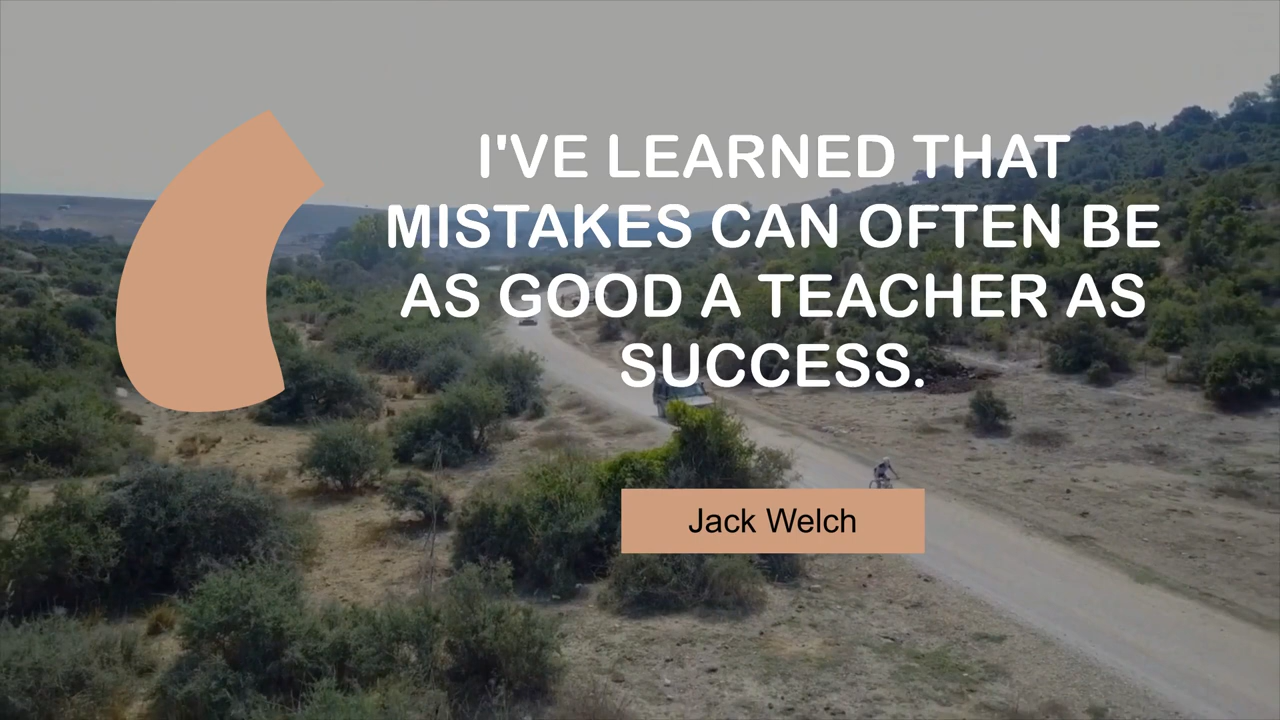 I'VE LEARNED THAT
MISTAKES CAN OFTEN BE
AS GOOD A TEACHER AS
SUCCESS.
Jack Welch